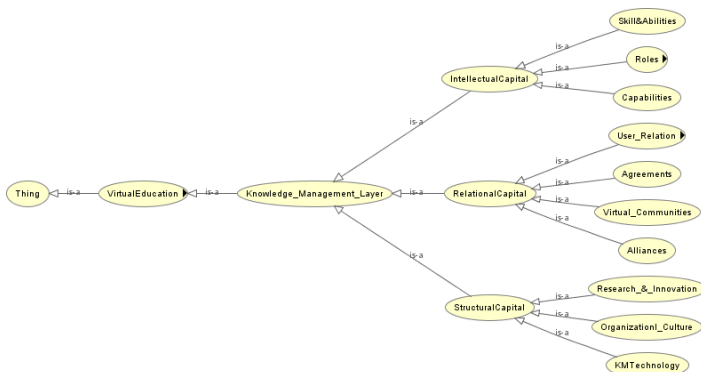 Skill&Abilities
is-a
Roles
is-a
IntellectualCapital
is-a
Capabilities
is-a
User_Relation
is-a
Agreements
is-a
Thing
is-a
VirtualEducation
is-a
Knowledge_Management_Layer
is-a
RelationalCapital
is-a
Virtual_Communities
is-a
Alliances
is-a
Research_&_Innovation
is-a
StructuralCapital
is-a
Organizationl_Culture
is-a
KMTechnology